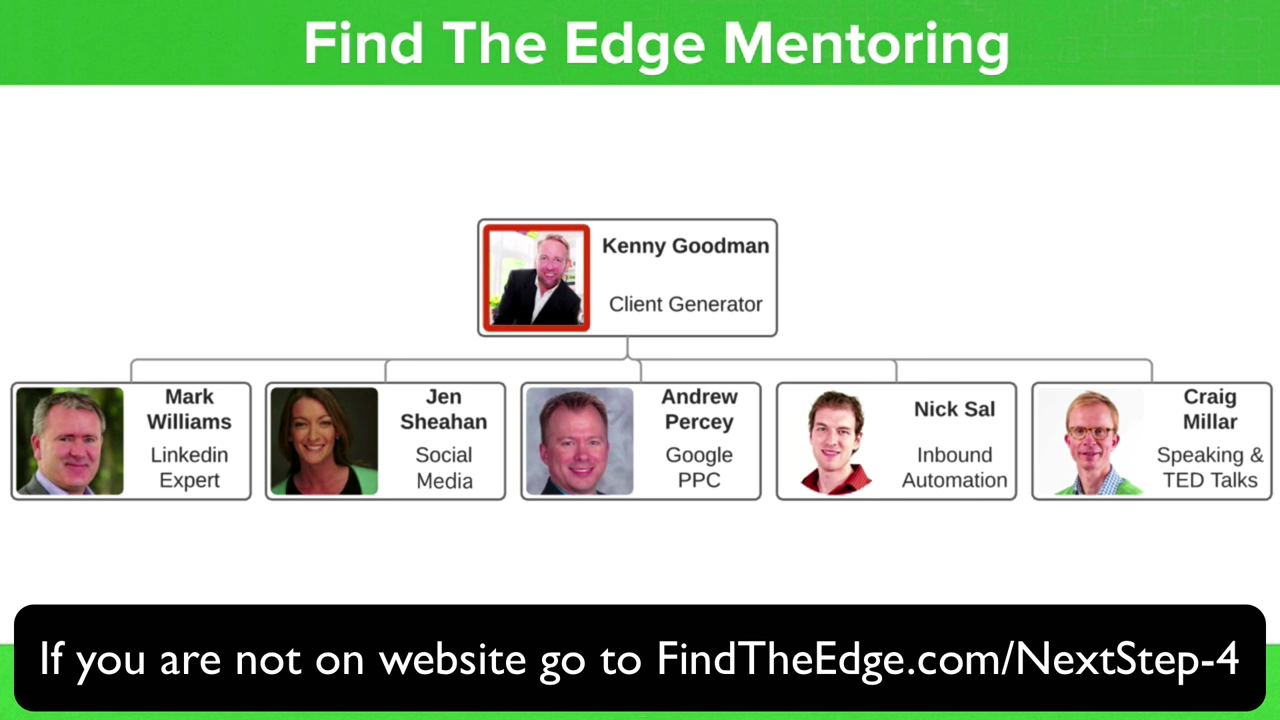 Find The Edge Mentoring
Kenny Goodman
Client Generator
Mark
Williams
Linkedin
Expert
Jen
Sheahan
Social
Media
Andrew
Percey
Google
PPC
Nick Sal
Inbound
Automation
Craig
Millar
Speaking &
TED Talks
If you are not on website go to FindTheEdge.com/NextStep-4